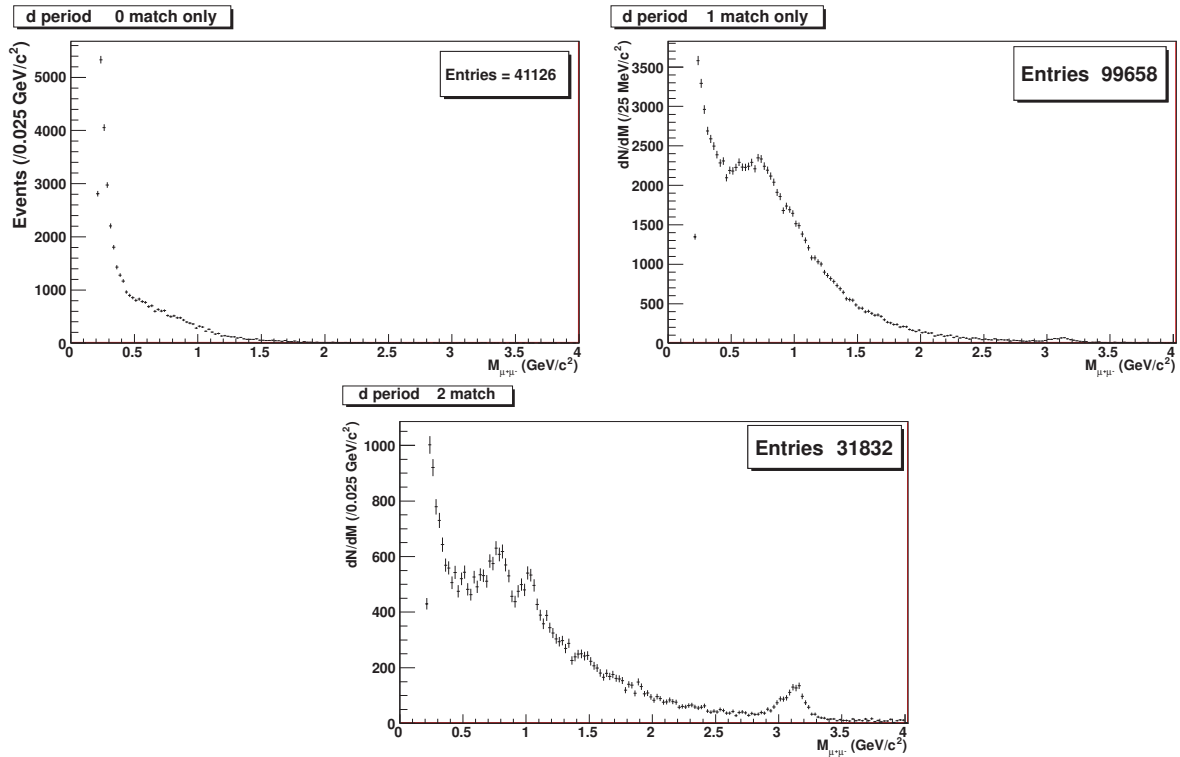 d period 0 match only
Events (/0.025 GeV/c²)
Entries = 41126
5000
4000
3000
2000
1000
0
0 0.5 1 1.5 2 2.5 3 3.5 4
M μ+μ- (GeV/c²)
d period 1 match only
dN/dM (/25 MeV/c²)
Entries 99658
3500
3000
2500
2000
1500
1000
500
0
0 0.5 1 1.5 2 2.5 3 3.5 4
M μ+μ- (GeV/c²)
d period 2 match
dN/dM (/0.025 GeV/c²)
Entries 31832
1000
800
600
400
200
0
0 0.5 1 1.5 2 2.5 3 3.5 4
M μ+μ- (GeV/c²)